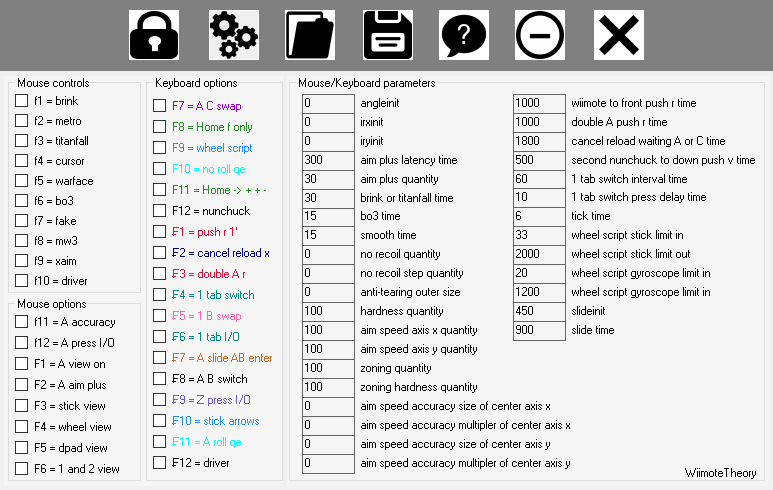 ?
Mouse controls
f1 = brink
f2 = metro
f3 = titanfall
f4 = cursor
f5 = warface
f6 = bo3
f7 = fake
f8 = mw3
f9 = xaim
f10 = driver
Mouse options
f11 = A accuracy
f12 = A press I/O
F1 = A view on
F2 = A aim plus
F3 = stick view
F4 = wheel view
F5 = dpad view
F6 = 1 and 2 view
Keyboard options
F7 = A C swap
F8 = Home f only
F9 = wheel script
F10 = no roll qe
F11 = Home -> + + -
F12 = nunchuck
F1 = push r 1'
F2 = cancel reload x
F3 = double A r
F4 = 1 tab switch
F5 = 1 B swap
F6 = 1 tab I/O
F7 = A slide AB enter
F8 = A B switch
F9 = Z press I/O
F10 = stick arrows
F11 = A roll qe
F12 = driver
Mouse/Keyboard parameters
0 angleinit
0 irxinit
0 iryinit
300 aim plus latency time
30 aim plus quantity
30 brink or titanfall time
15 bo3 time
15 smooth time
0 no recoil quantity
0 no recoil step quantity
0 anti-tearing outer size
100 hardness quantity
100 aim speed axis x quantity
100 aim speed axis y quantity
100 zoning quantity
100 zoning hardness quantity
0 aim speed accuracy size of center axis x
0 aim speed accuracy multipler of center axis x
0 aim speed accuracy size of center axis y
0 aim speed accuracy multipler of center axis y
1000 wiimote to front push r time
1000 double A push r time
1800 cancel reload waiting A or C time
500 second nunchuck to down push v time
60 1 tab switch interval time
10 1 tab switch press delay time
6 tick time
33 wheel script stick limit in
2000 wheel script stick limit out
20 wheel script gyroscope limit in
1200 wheel script gyroscope limit in
450 slideinit
900 slide time
WiimoteTheory